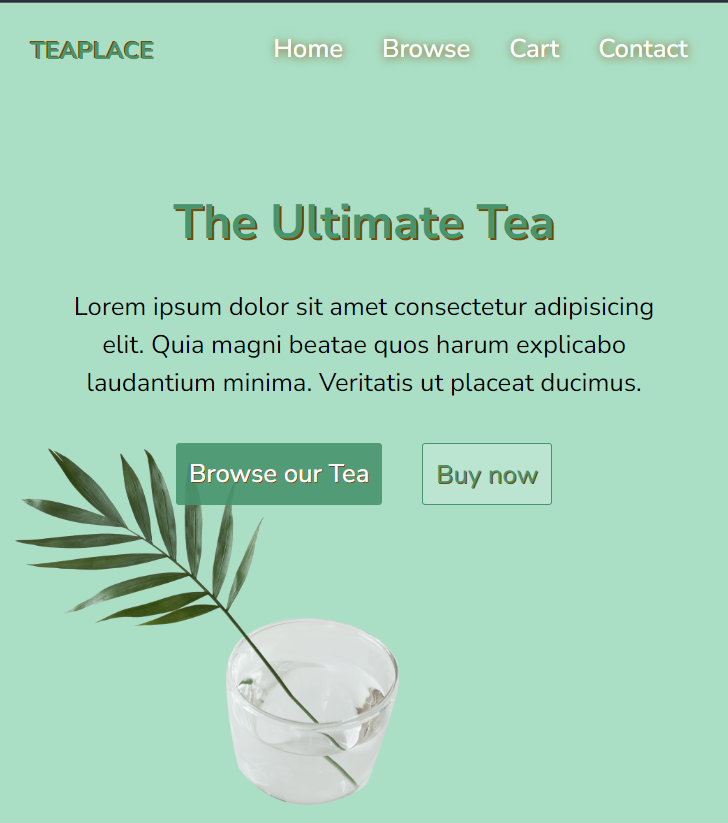 TEAPLACE
Home Browse Cart Contact
The Ultimate Tea
Lorem ipsum dolor sit amet consectetur adipisicing
elit. Quia magni beatae quos harum explicabo
laudantium minima. Veritatis ut placeat ducimus.
Browse our Tea
Buy now